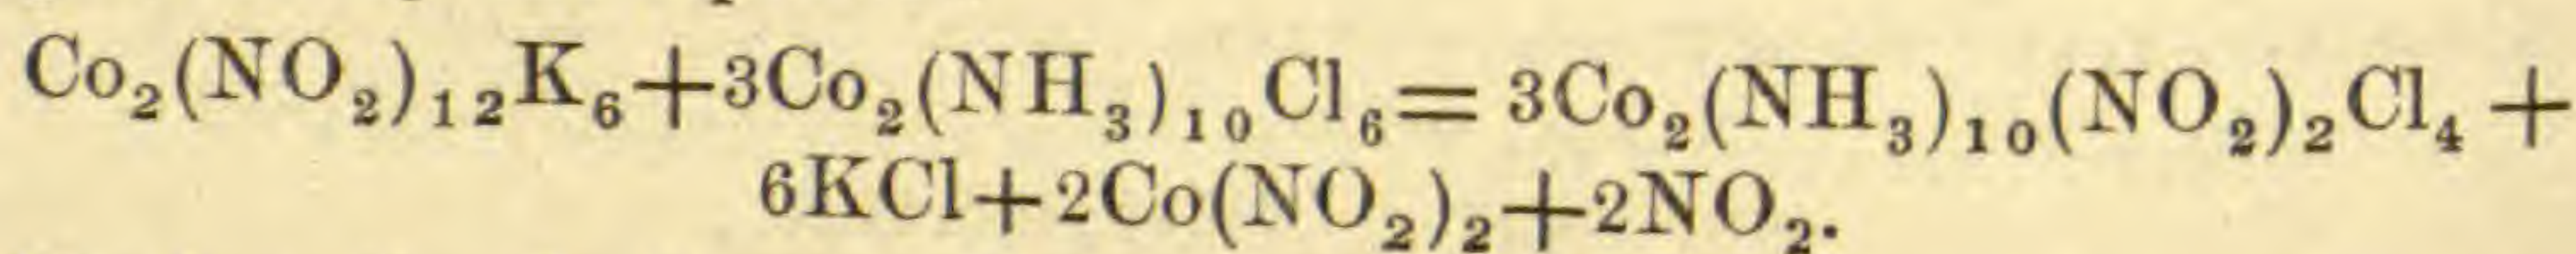 Co₂(NO₂)₁₂K₆+3Co₂(NH₃)₁₀Cl₆= 3Co₂(NH₃)₁₀(NO₂)₂Cl₄ +
6KCl+2Co(NO₂)₂+2NO₂.